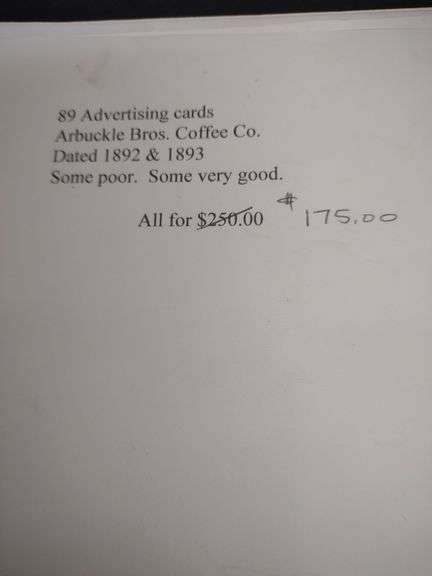 89 Advertising cards
Arbuckle Bros. Coffee Co.
Dated 1892 & 1893
Some poor. Some very good.
All for $250.00 $175.00